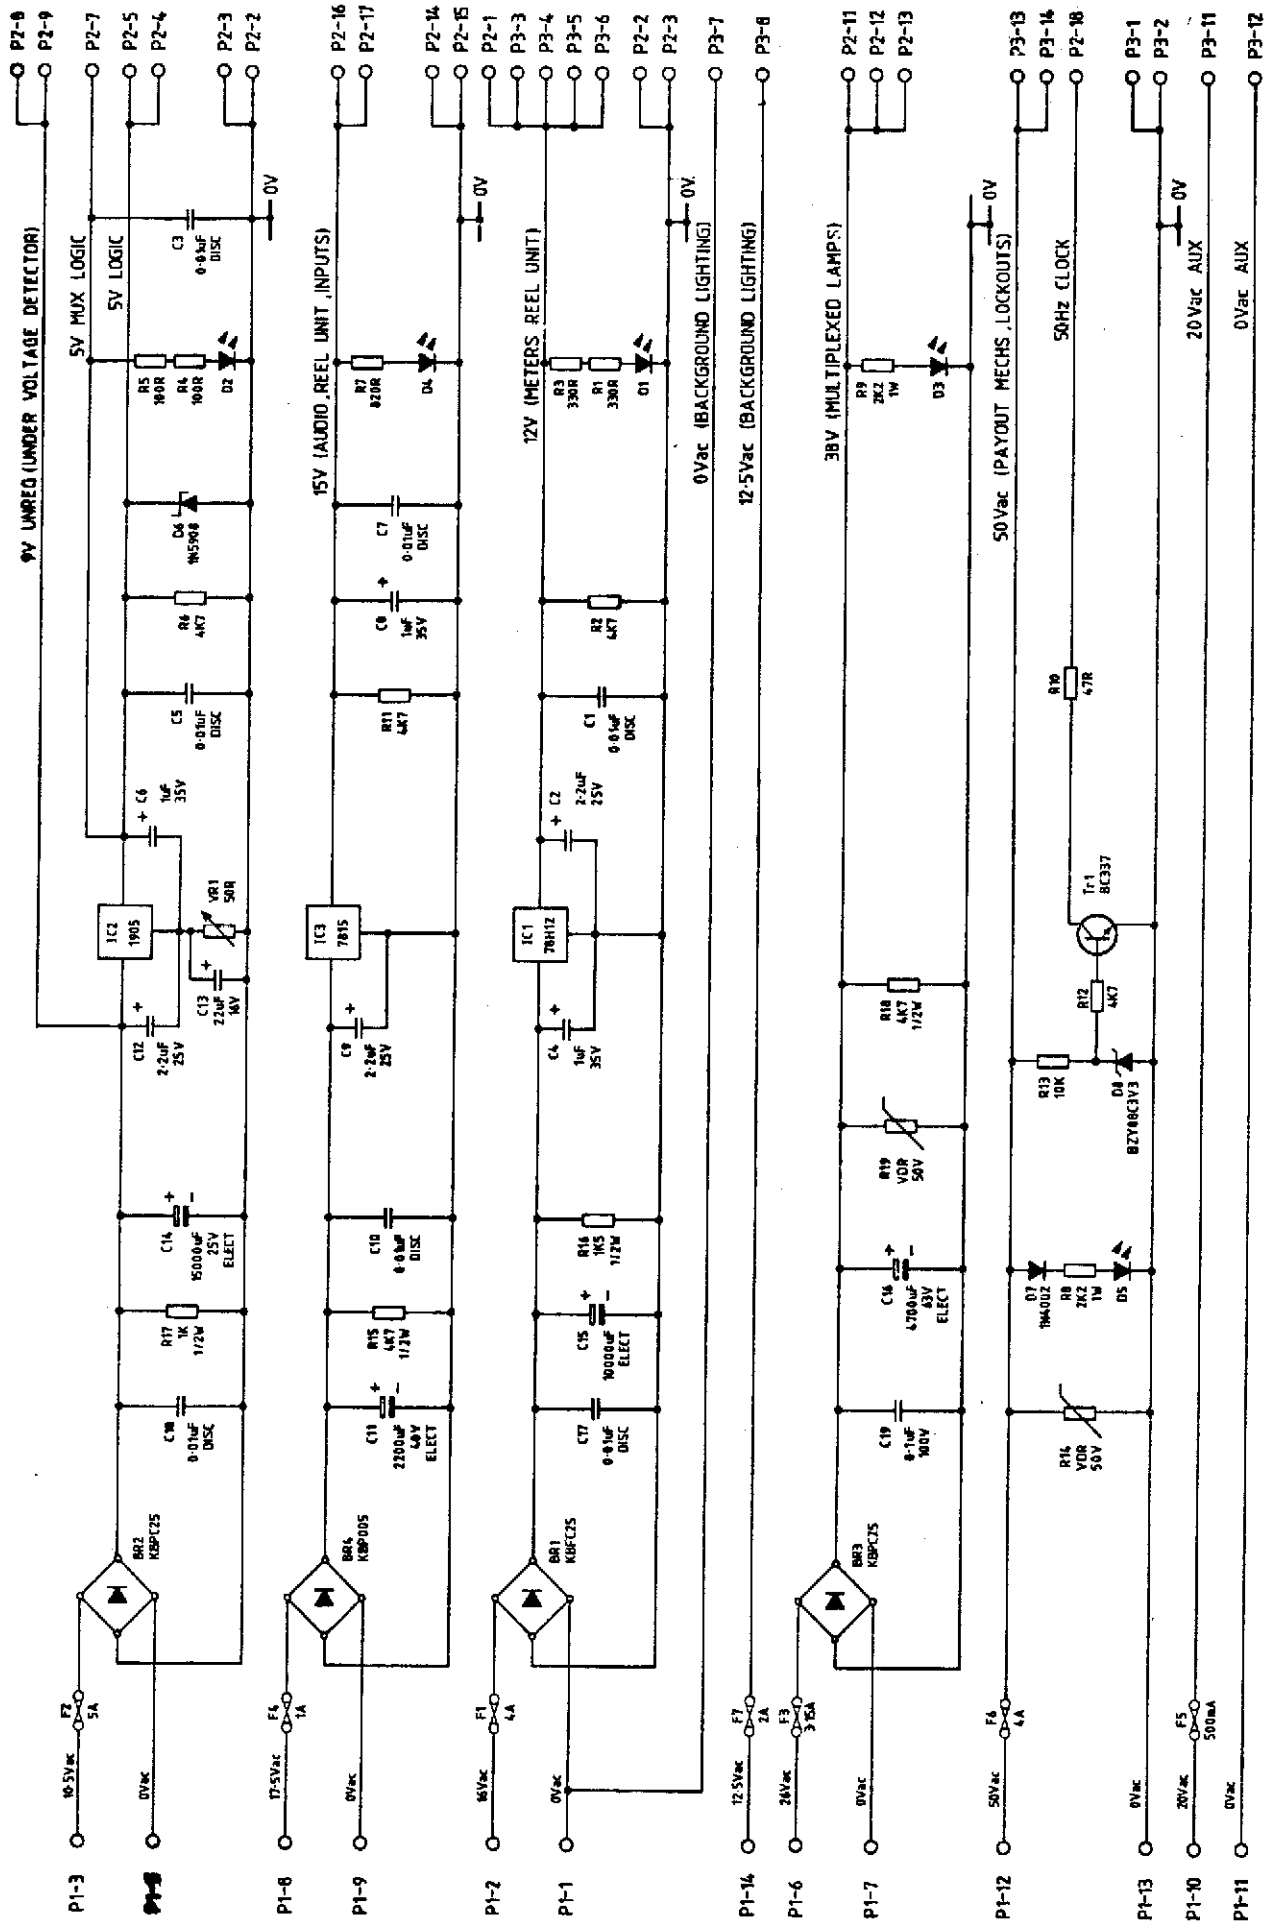 P1-3
10·5Vac
F2
5A
0Vac
BR2
KBPC25
C18
0·01uF
DISC
R17
1K
1/2W
C14
15000uF
25V
ELECT
+
-
C12
2·2uF
25V
+
C13
22uF
16V
+
IC2
1905
VR1
50R
C6
1uF
35V
+
C5
0·01uF
DISC
R6
4K7
D6
1N5908
R5
100R
R4
100R
D2
C3
0·01uF
DISC
0V
9V UNREG (UNDER VOLTAGE DETECTOR)
5V MUX LOGIC
5V LOGIC
P2-8
P2-9
P2-7
P2-5
P2-4
P2-3
P2-2
P1-8
17·5Vac
F4
1A
P1-9
0Vac
BR4
KBP005
C11
2200uF
40V
ELECT
+
-
R15
4K7
1/2W
C10
0·01uF
DISC
C9
2·2uF
25V
+
IC3
7815
R11
4K7
C8
1uF
35V
+
C7
0·01uF
DISC
R7
820R
D4
0V
15V (AUDIO,REEL UNIT,INPUTS)
P2-16
P2-17
P2-14
P2-15
P1-2
16Vac
F1
4A
P1-1
0Vac
BR1
KBPC25
C17
0·01uF
DISC
C15
10000uF
ELECT
+
-
R16
1K5
1/2W
C4
1uF
35V
+
IC1
78H12
C2
2·2uF
25V
+
C1
0·01uF
DISC
R2
4K7
R3
330R
R1
330R
D1
0V
12V (METERS REEL UNIT)
P2-1
P3-3
P3-4
P3-5
P3-6
P2-2
P2-3
0Vac (BACKGROUND LIGHTING)
P3-7
P1-14
12·5Vac
F7
2A
12·5Vac (BACKGROUND LIGHTING)
P3-8
P1-6
26Vac
F3
3·15A
P1-7
0Vac
BR3
KBPC25
C19
0·1uF
100V
C16
4700uF
63V
ELECT
+
-
R19
VDR
50V
R18
4K7
1/2W
R9
2K2
1W
D3
0V
38V (MULTIPLEXED LAMPS)
P2-11
P2-12
P2-13
P1-12
50Vac
F6
4A
P1-13
0Vac
R14
VDR
50V
D7
1N4002
R8
2K2
1W
D5
R13
10K
D8
BZY88C3V3
R12
4K7
Tr1
BC337
R10
47R
0V
50Vac (PAYOUT MECHS,LOCKOUTS)
50Hz CLOCK
P3-13
P3-14
P2-18
P3-1
P3-2
P1-10
20Vac
F5
500mA
20Vac AUX
P3-11
P1-11
0Vac
0Vac AUX
P3-12